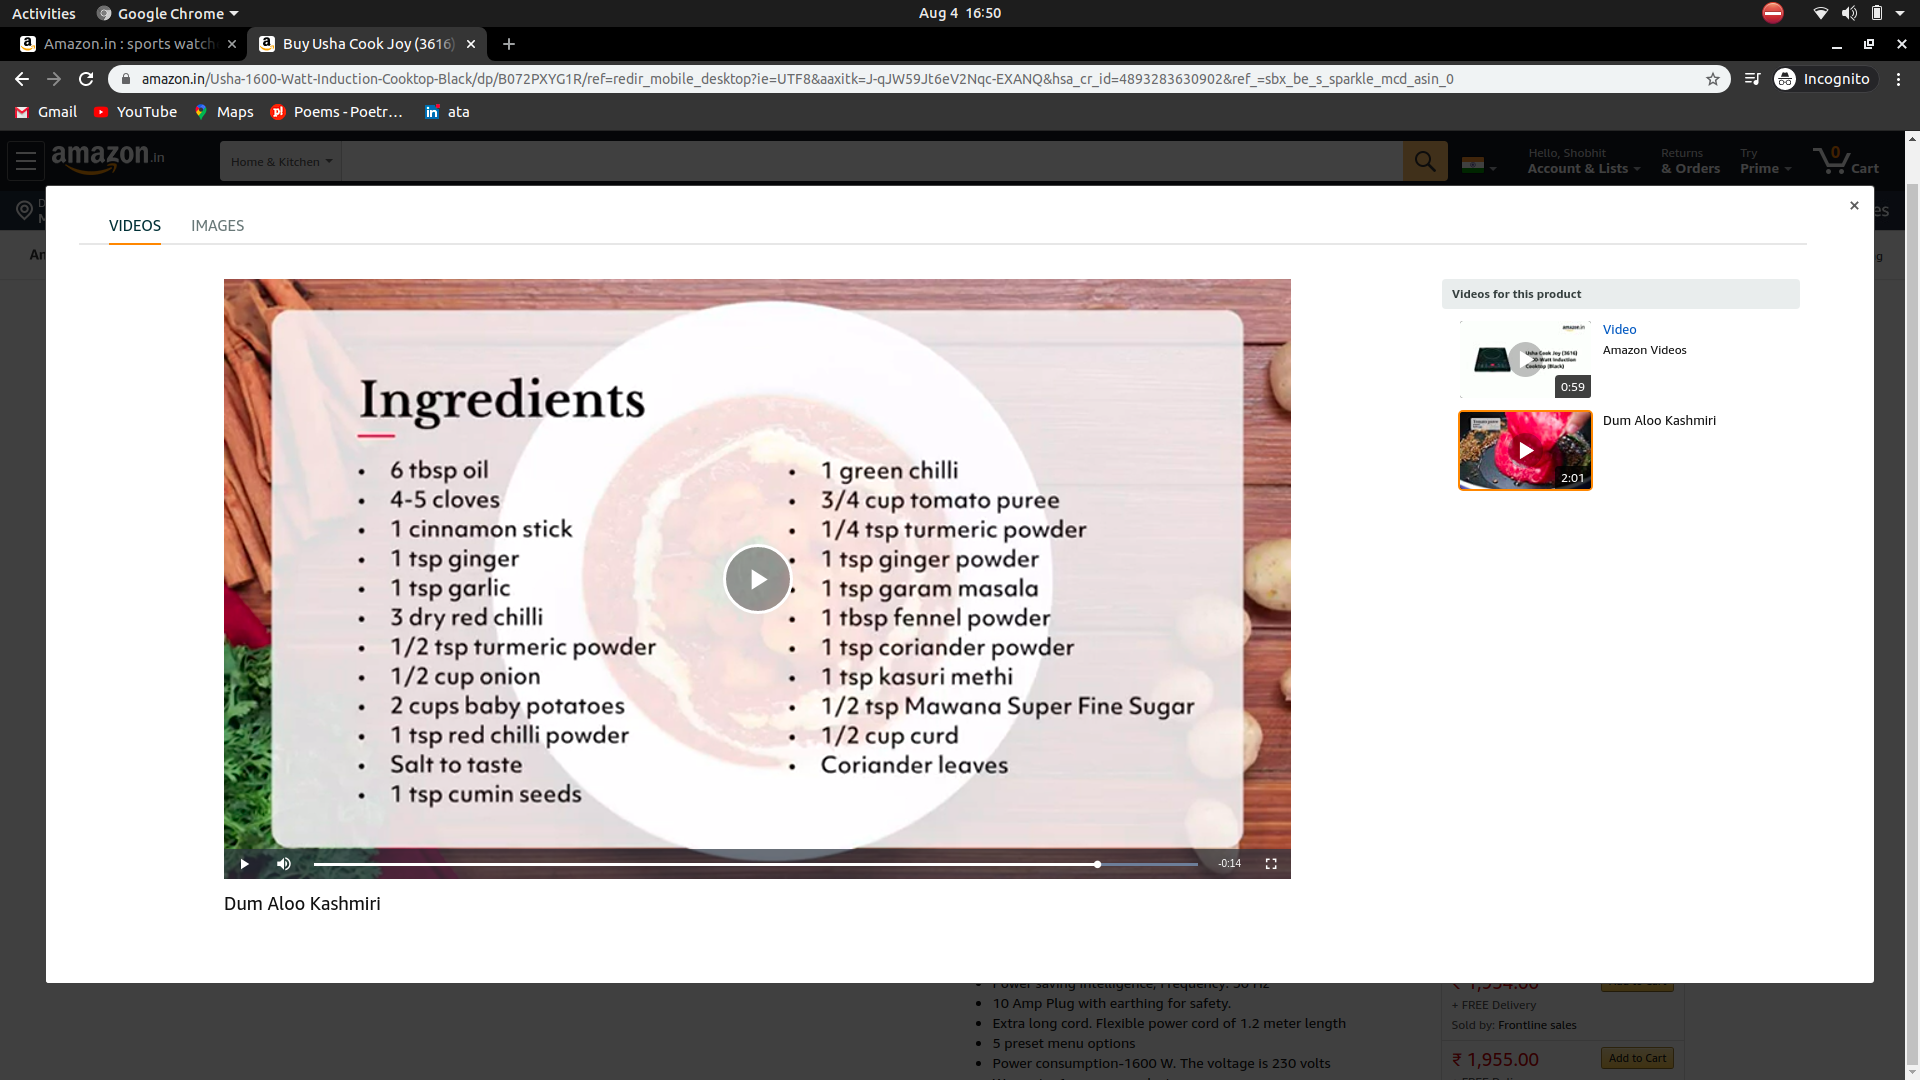 Activities
Google Chrome
Aug 4 16:50
Amazon.in : sports watch
Buy Usha Cook Joy (3616)
amazon.in/Usha-1600-Watt-Induction-Cooktop-Black/dp/B072PXYG1R/ref=redir_mobile_desktop?ie=UTF8&aaxitk=J-qJW59Jt6eV2Nqc-EXANQ&hsa_cr_id=4893283630902&ref_=sbx_be_s_sparkle_mcd_asin_0
Incognito
Gmail
YouTube
Maps
Poems - Poetr...
ata
amazon.in
Home & Kitchen
Hello, Shobhit
Account & Lists
Returns
& Orders
Try
Prime
0
Cart
VIDEOS
IMAGES
Ingredients
• 6 tbsp oil
• 4-5 cloves
• 1 cinnamon stick
• 1 tsp ginger
• 1 tsp garlic
• 3 dry red chilli
• 1/2 tsp turmeric powder
• 1/2 cup onion
• 2 cups baby potatoes
• 1 tsp red chilli powder
• Salt to taste
• 1 tsp cumin seeds
• 1 green chilli
• 3/4 cup tomato puree
• 1/4 tsp turmeric powder
• 1 tsp ginger powder
• 1 tsp garam masala
• 1 tbsp fennel powder
• 1 tsp coriander powder
• 1 tsp kasuri methi
• 1/2 tsp Mawana Super Fine Sugar
• 1/2 cup curd
• Coriander leaves
-0:14
Dum Aloo Kashmiri
Videos for this product
Video
Amazon Videos
0:59
Dum Aloo Kashmiri
2:01
• Power saving intelligence, Frequency: 50 Hz
• 10 Amp Plug with earthing for safety.
• Extra long cord. Flexible power cord of 1.2 meter length
• 5 preset menu options
• Power consumption-1600 W. The voltage is 230 volts
+ FREE Delivery
Sold by: Frontline sales
₹ 1,955.00
Add to Cart